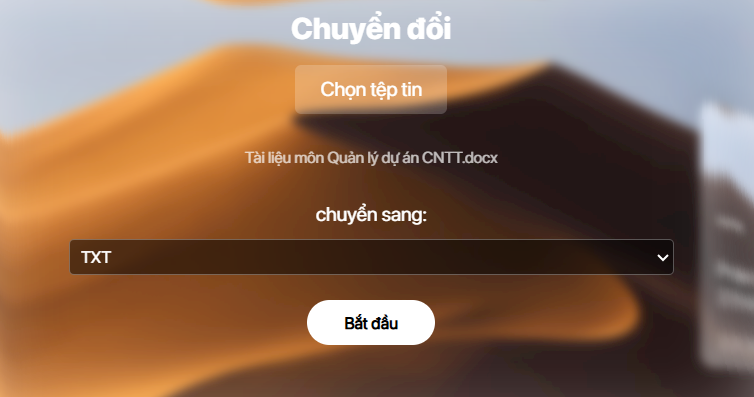 Chuyển đổi
Chọn tệp tin
Tài liệu môn Quản lý dự án CNTT.docx
chuyển sang:
TXT
Bắt đầu